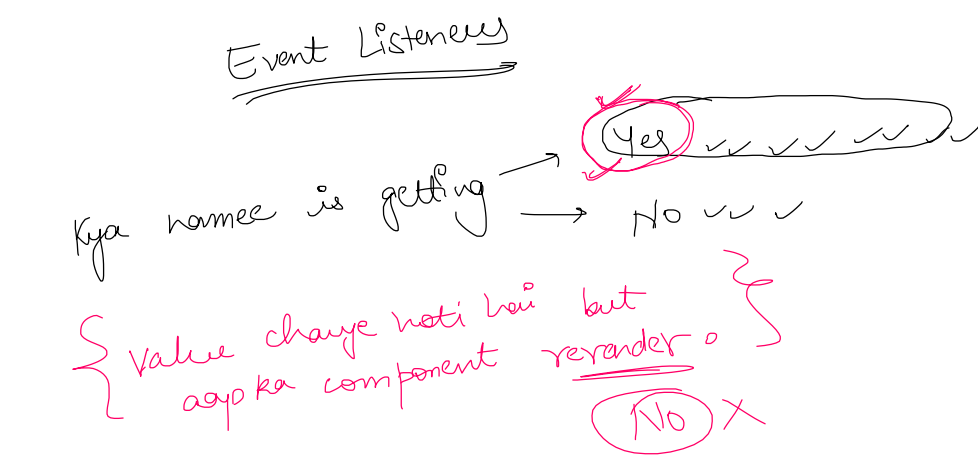 Event Listeners
Yes
Kya namee is getting
No
value change hoti hai but
aapka component rerender.
No